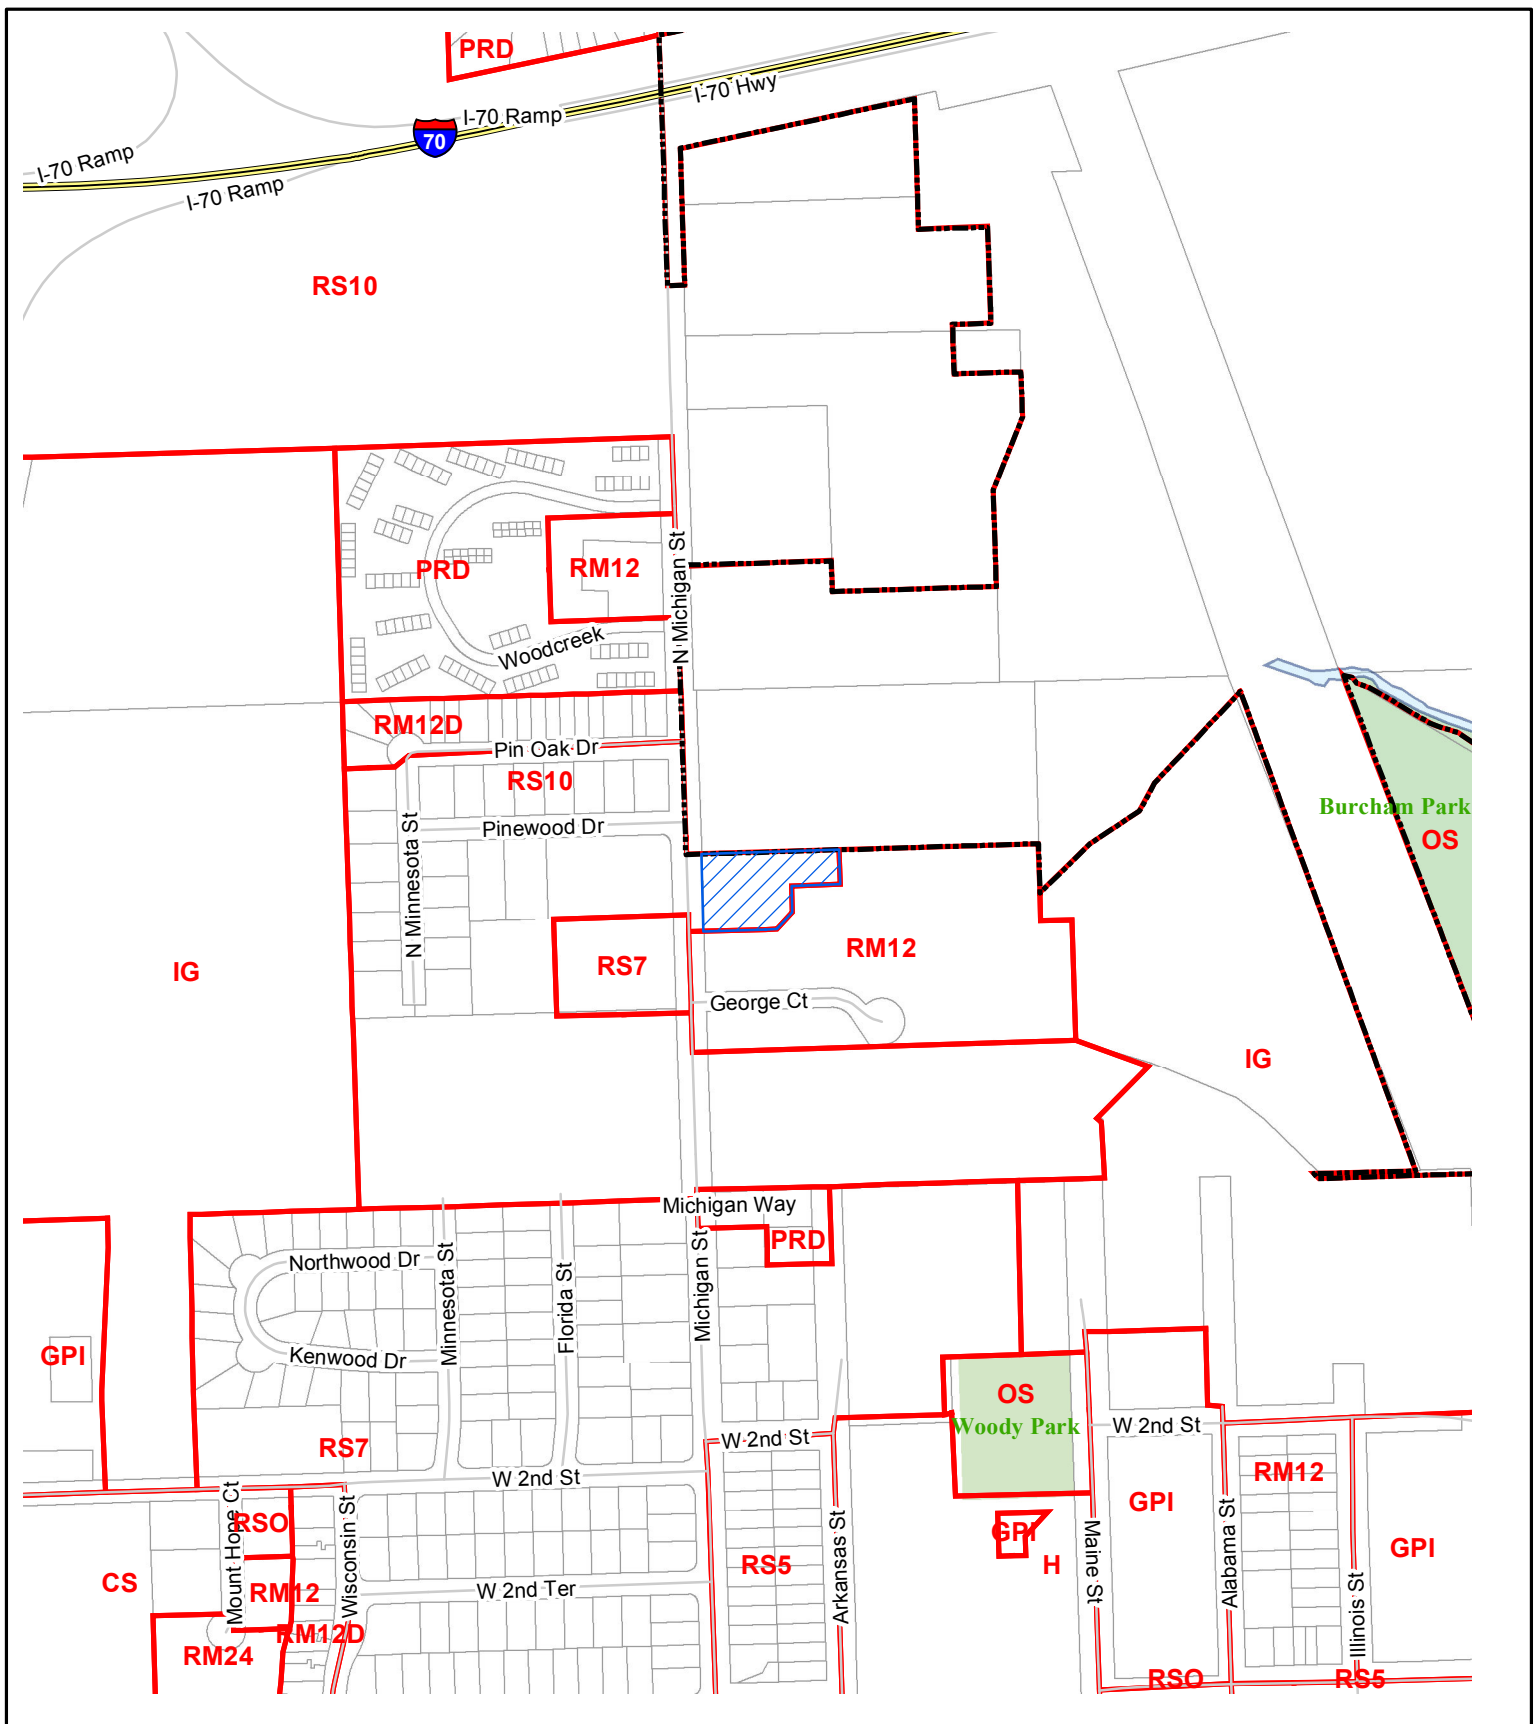 PRD
I-70 Hwy
I-70 Ramp
70
I-70 Ramp
I-70 Ramp
RS10
N Michigan St
PRD
RM12
Woodcreek
RM12D
Pin Oak Dr
RS10
Burcham Park
OS
Pinewood Dr
N Minnesota St
RM12
RS7
IG
George Ct
IG
Michigan Way
PRD
Northwood Dr
Minnesota St
Florida St
Michigan St
GPI
Kenwood Dr
OS
Woody Park
W 2nd St
RS7
W 2nd St
W 2nd St
RM12
GPI
Mount Hope Ct
RSO
Wisconsin St
GPI
H
Maine St
Alabama St
GPI
CS
RM12
W 2nd Ter
RS5
Arkansas St
Illinois St
RM12D
RM24
RSO
RS5